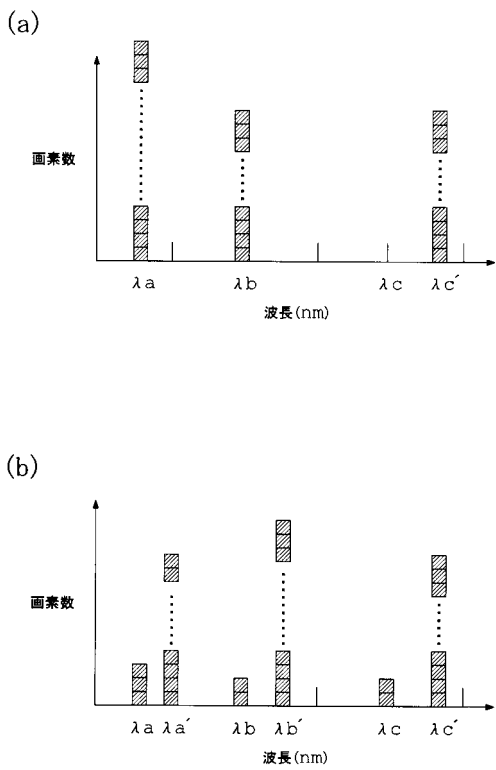 (a)
画素数
λa λb λc λc´
波長(nm)
(b)
画素数
λa λa´ λb λb´ λc λc´
波長(nm)